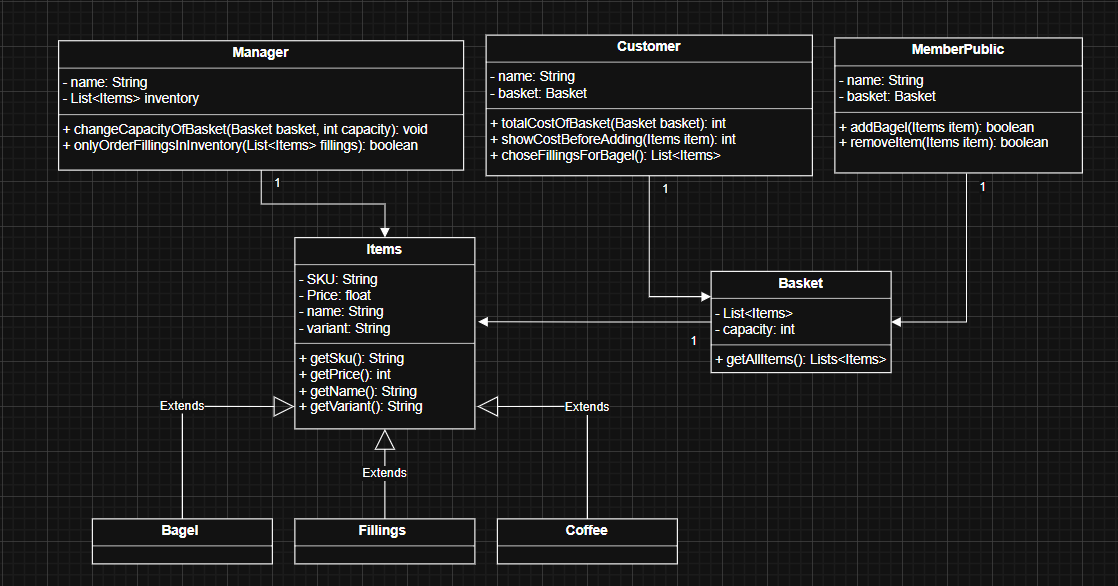 Manager
- name: String
- List<Items> inventory
+ changeCapacityOfBasket(Basket basket, int capacity): void
+ onlyOrderFillingsInInventory(List<Items> fillings): boolean
1
Customer
- name: String
- basket: Basket
+ totalCostOfBasket(Basket basket): int
+ showCostBeforeAdding(Items item): int
+ choseFillingsForBagel(): List<Items>
1
MemberPublic
- name: String
- basket: Basket
+ addBagel(Items item): boolean
+ removeItem(Items item): boolean
1
Items
- SKU: String
- Price: float
- name: String
- variant: String
+ getSku(): String
+ getPrice(): int
+ getName(): String
+ getVariant(): String
Basket
- List<Items>
- capacity: int
+ getAllItems(): Lists<Items>
1
Extends
Extends
Extends
Bagel
Fillings
Coffee